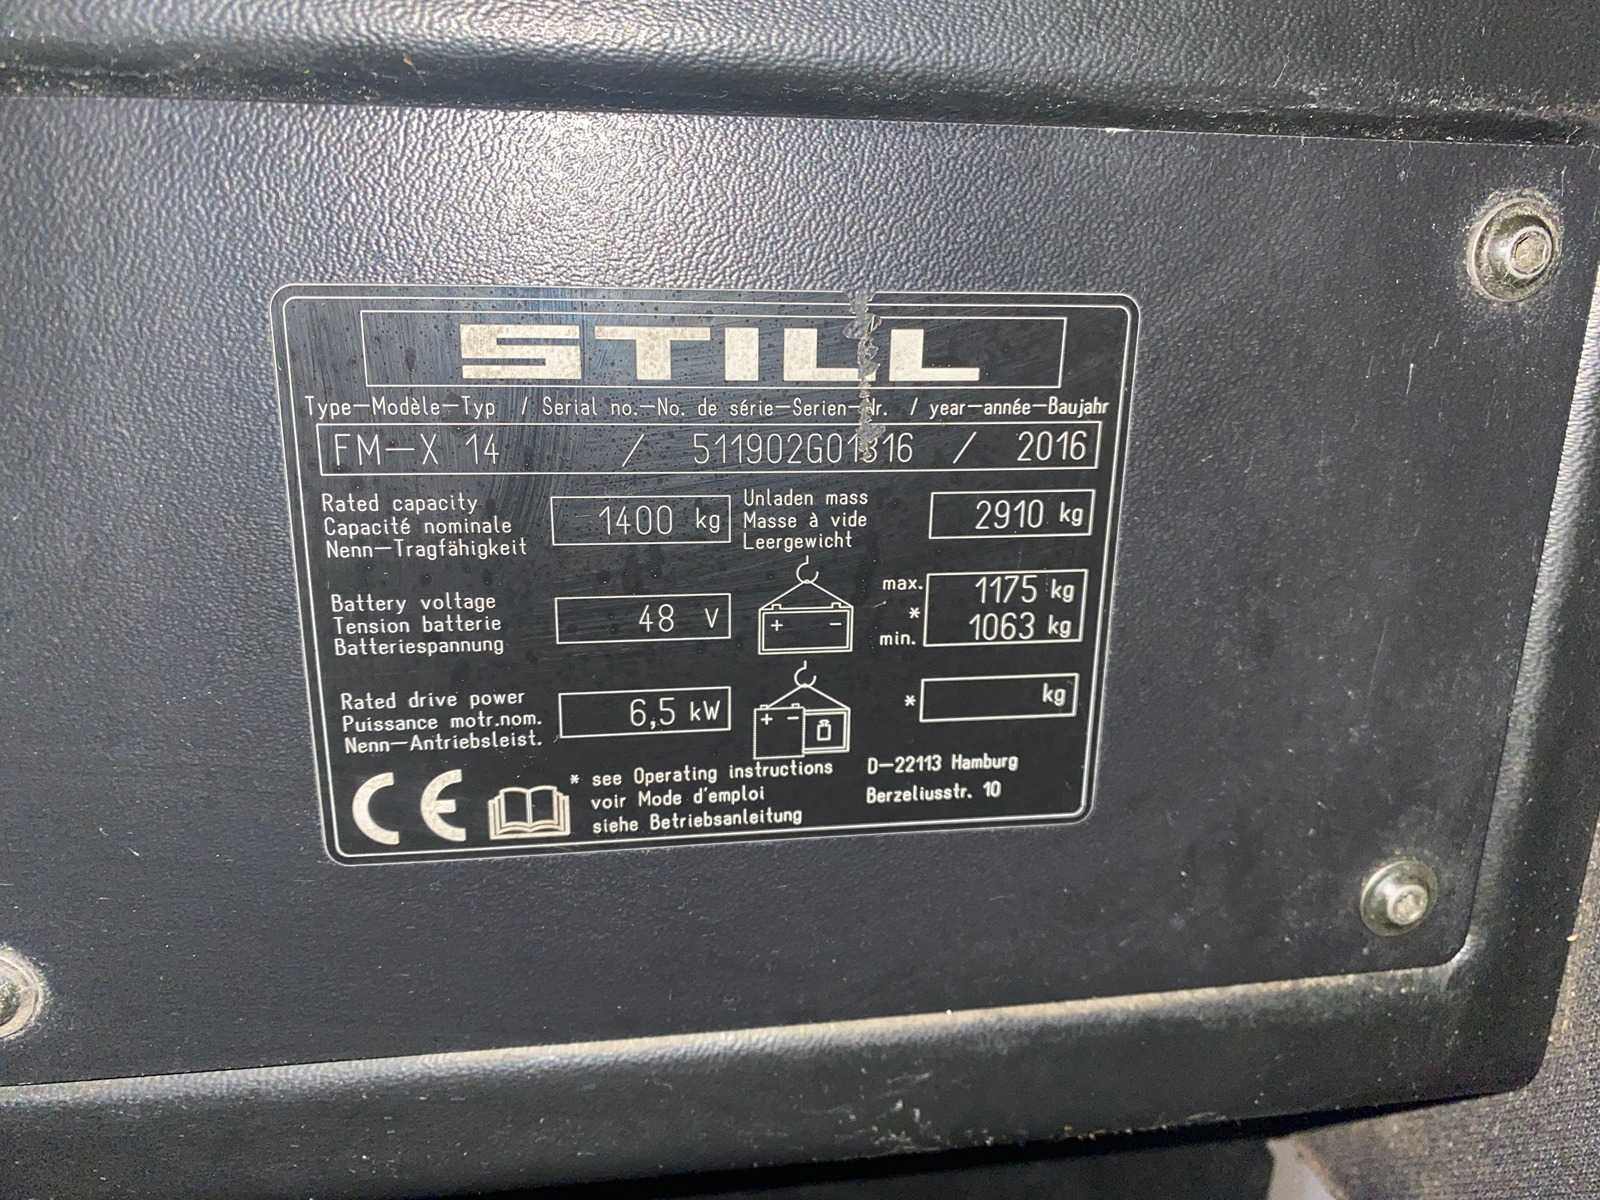 STILL
Type-Modèle-Typ / Serial no.-No. de série-Serien-Nr. / year-année-Baujahr
FM-X 14 / 511902G01316 / 2016
Rated capacity
Capacité nominale
Nenn-Tragfähigkeit
1400 kg
Unladen mass
Masse à vide
Leergewicht
2910 kg
Battery voltage
Tension batterie
Batteriespannung
48 V
+ -
max. 1175 kg
*
min. 1063 kg
Rated drive power
Puissance motr.nom.
Nenn-Antriebsleist.
6,5 kW
+ -
* kg
CE
* see Operating instructions
voir Mode d'emploi
siehe Betriebsanleitung
D-22113 Hamburg
Berzeliusstr. 10